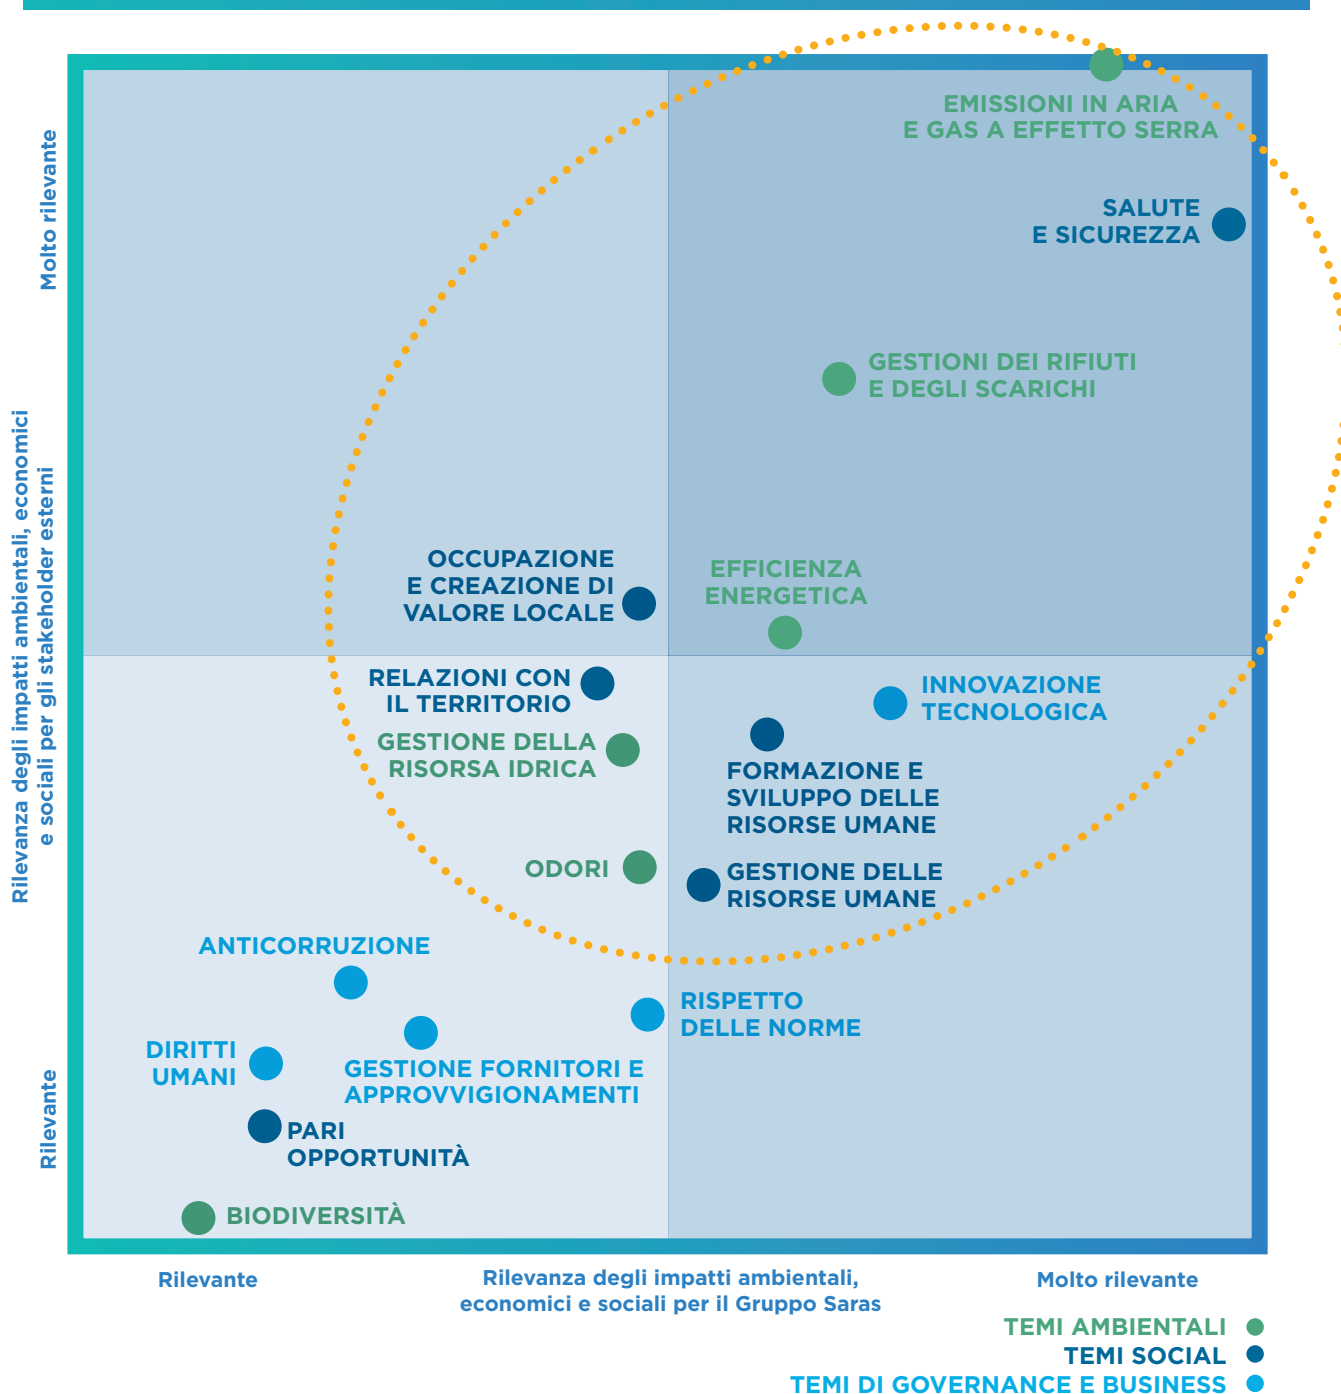 EMISSIONI IN ARIA
E GAS A EFFETTO SERRA
SALUTE
E SICUREZZA
GESTIONI DEI RIFIUTI
E DEGLI SCARICHI
OCCUPAZIONE
E CREAZIONE DI
VALORE LOCALE
EFFICIENZA
ENERGETICA
RELAZIONI CON
IL TERRITORIO
INNOVAZIONE
TECNOLOGICA
GESTIONE DELLA
RISORSA IDRICA
FORMAZIONE E
SVILUPPO DELLE
RISORSE UMANE
ODORI
GESTIONE DELLE
RISORSE UMANE
ANTICORRUZIONE
RISPETTO
DELLE NORME
DIRITTI
UMANI
GESTIONE FORNITORI E
APPROVVIGIONAMENTI
PARI
OPPORTUNITÀ
BIODIVERSITÀ
Molto rilevante
Rilevanza degli impatti ambientali, economici
e sociali per gli stakeholder esterni
Rilevante
Rilevante
Rilevanza degli impatti ambientali,
economici e sociali per il Gruppo Saras
Molto rilevante
TEMI AMBIENTALI
TEMI SOCIAL
TEMI DI GOVERNANCE E BUSINESS